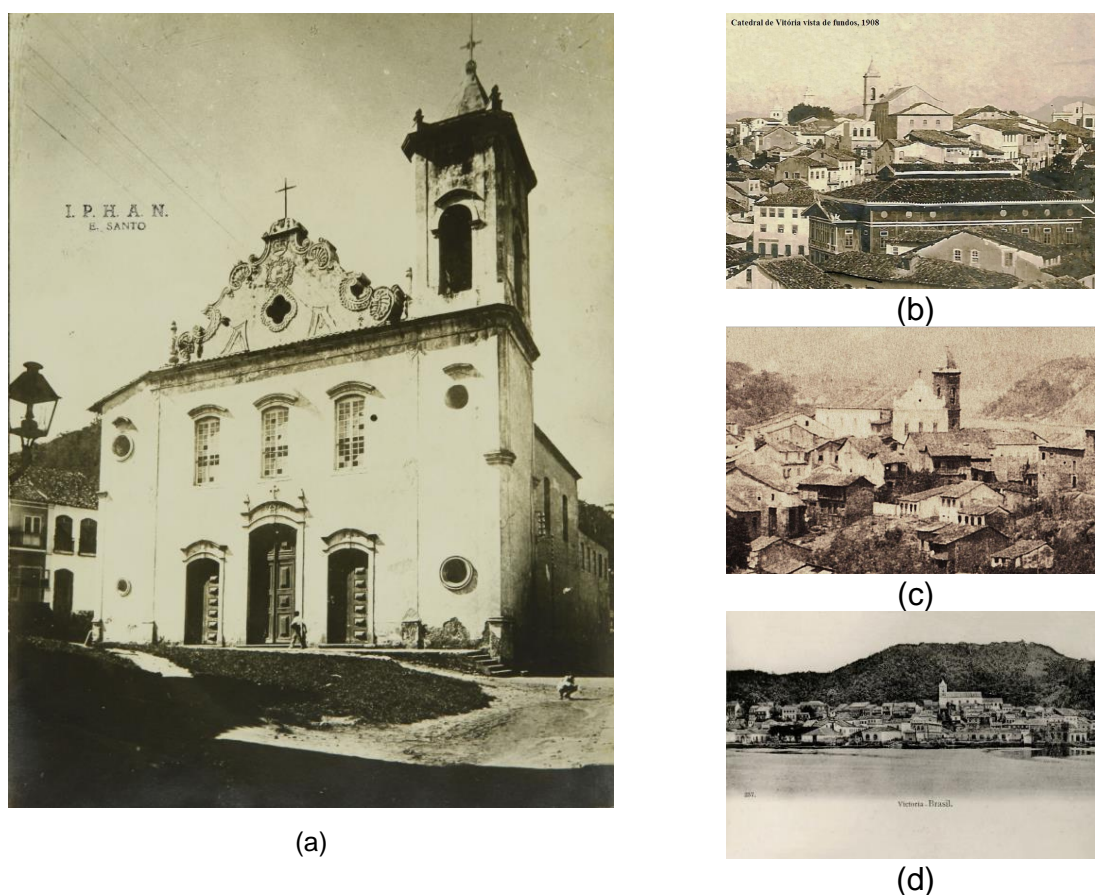 I. P. H. A. N.
E. SANTO
(a)
Catedral de Vitória vista de fundos, 1908
(b)
(c)
Victoria - Brasil.
(d)